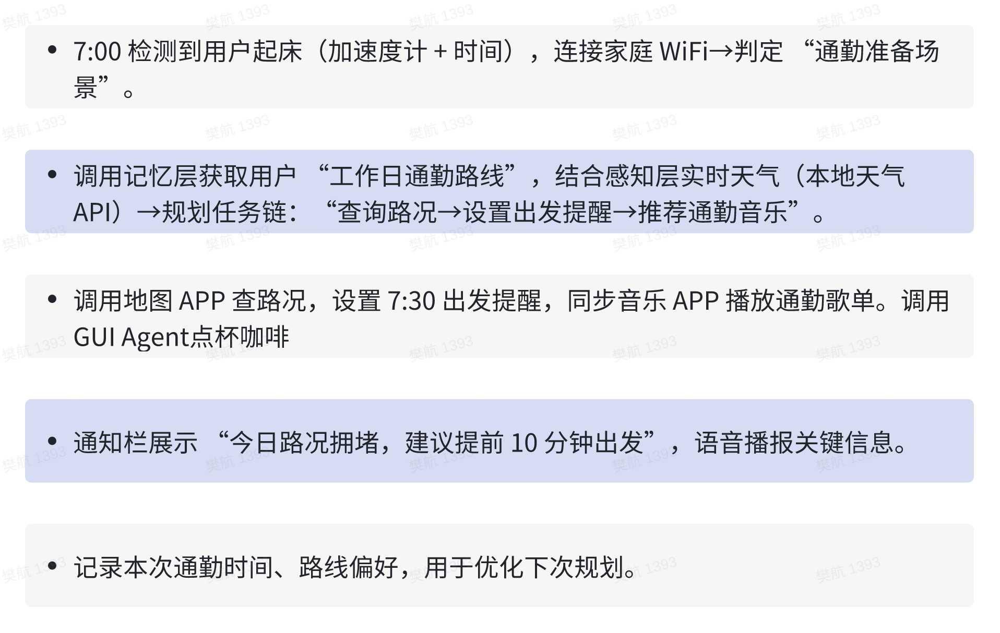 • 7:00 检测到用户起床（加速度计 + 时间），连接家庭 WiFi→判定 “通勤准备场
景”。
• 调用记忆层获取用户 “工作日通勤路线”，结合感知层实时天气（本地天气
API）→规划任务链：“查询路况→设置出发提醒→推荐通勤音乐”。
• 调用地图 APP 查路况，设置 7:30 出发提醒，同步音乐 APP 播放通勤歌单。调用
GUI Agent点杯咖啡
• 通知栏展示 “今日路况拥堵，建议提前 10 分钟出发”，语音播报关键信息。
• 记录本次通勤时间、路线偏好，用于优化下次规划。
樊航 1393